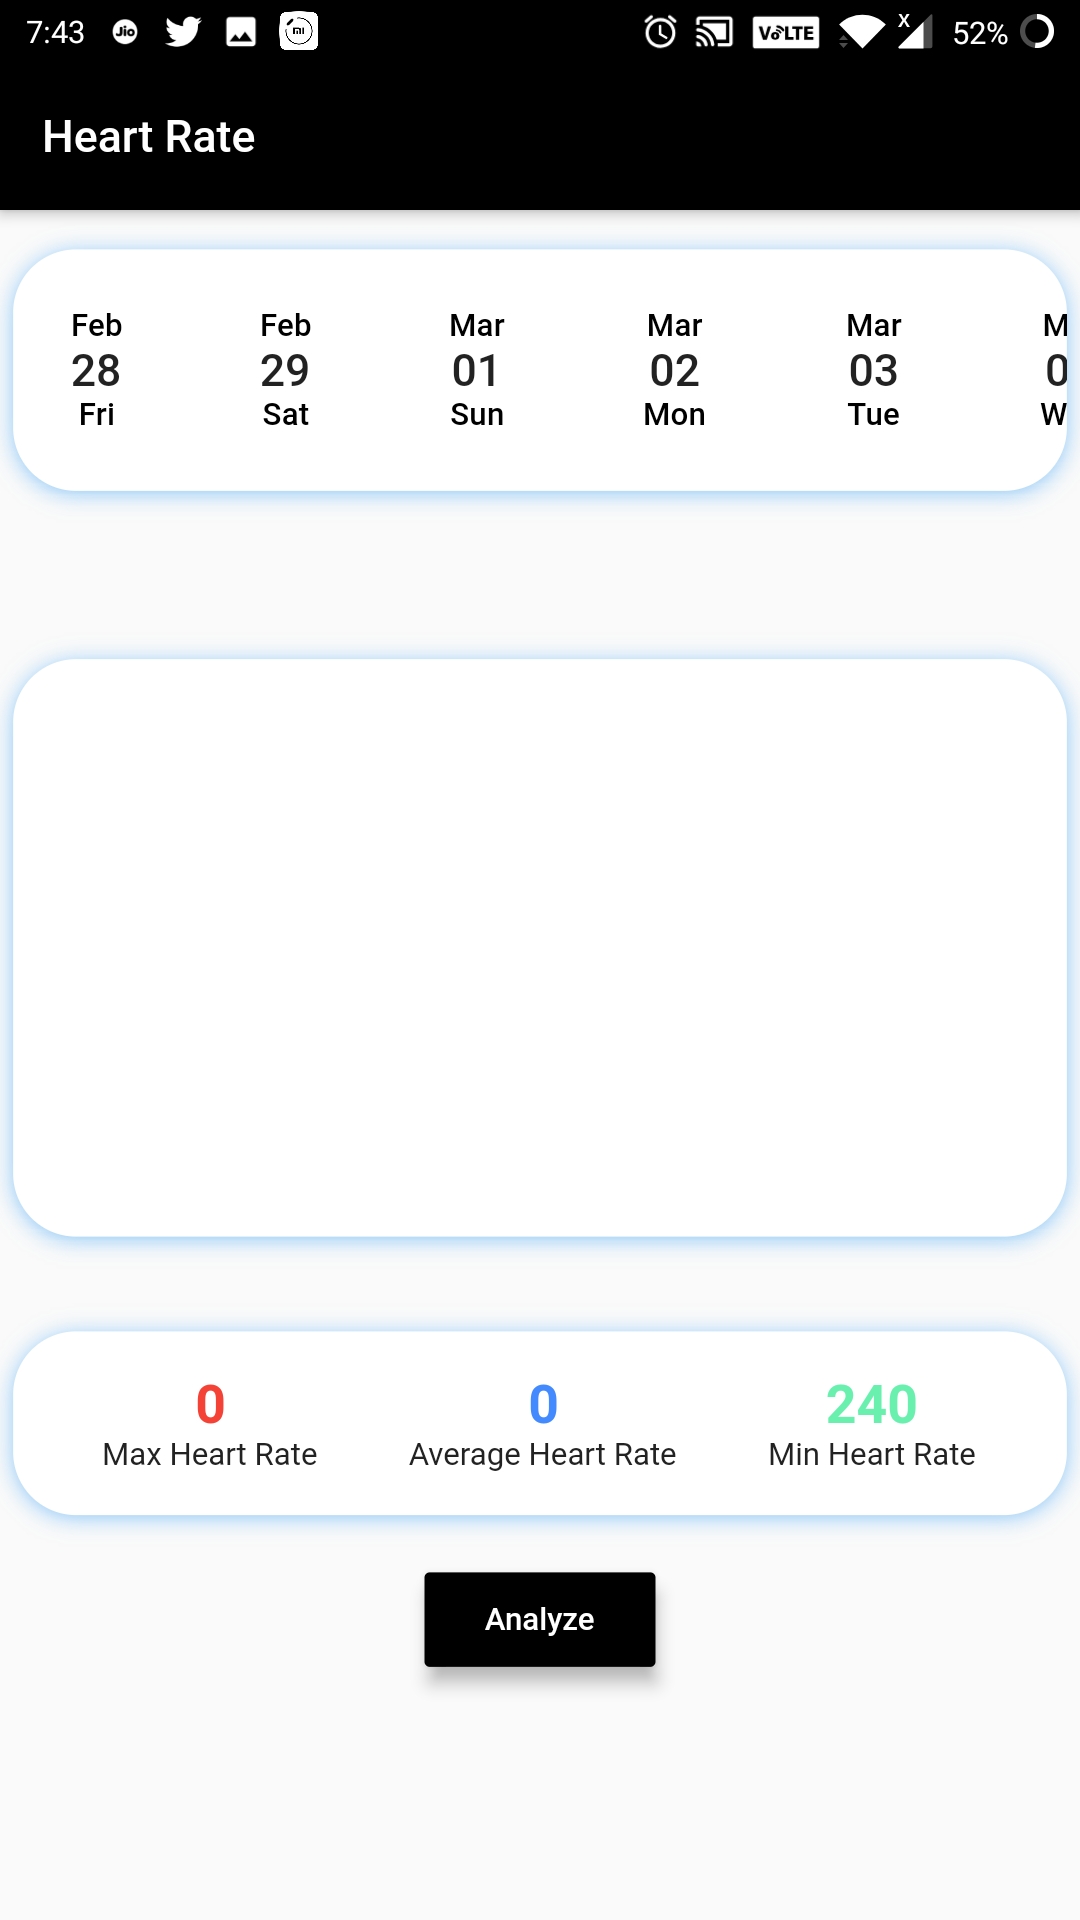 7:43 Jio MI X VoLTE 52%
Heart Rate
Feb Feb Mar Mar Mar M
28 29 01 02 03 0
Fri Sat Sun Mon Tue W
0 0 240
Max Heart Rate Average Heart Rate Min Heart Rate
Analyze